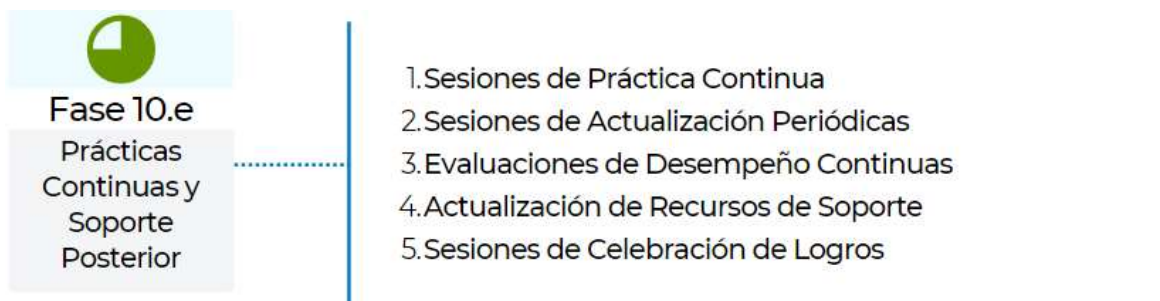 Fase 10.e
Prácticas
Continuas y
Soporte
Posterior
1.Sesiones de Práctica Continua
2.Sesiones de Actualización Periódicas
3.Evaluaciones de Desempeño Continuas
4.Actualización de Recursos de Soporte
5.Sesiones de Celebración de Logros